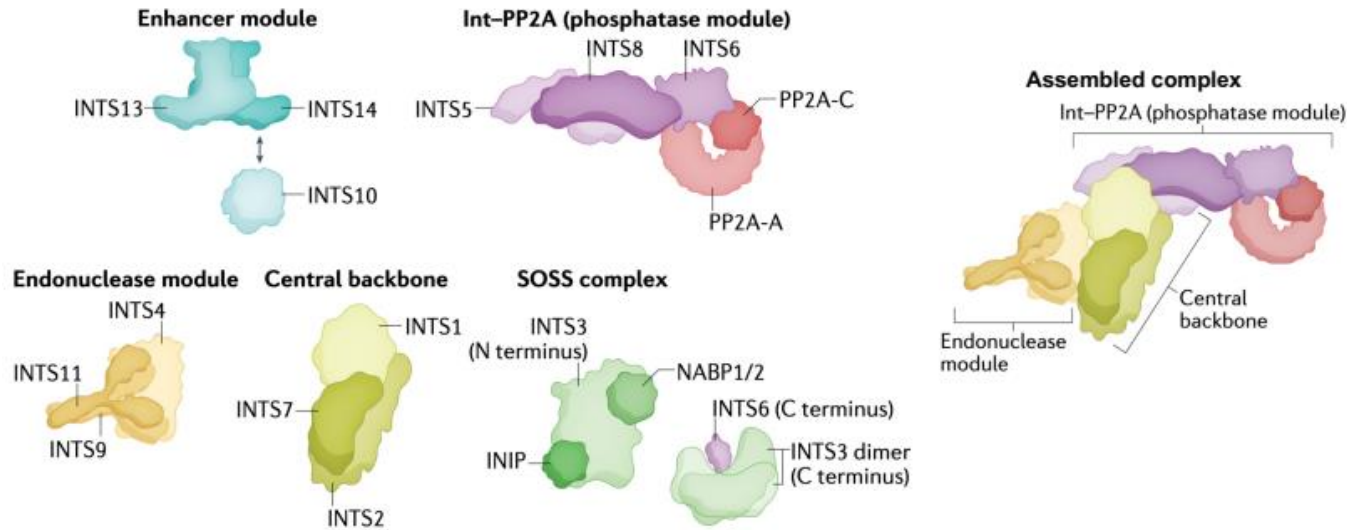 Enhancer module
INTS13
INTS14
INTS10
Int–PP2A (phosphatase module)
INTS8
INTS6
INTS5
PP2A-C
PP2A-A
Assembled complex
Int–PP2A (phosphatase module)
Central
backbone
Endonuclease
module
Endonuclease module
INTS4
INTS11
INTS9
Central backbone
INTS1
INTS7
INTS2
SOSS complex
INTS3
(N terminus)
NABP1/2
INIP
INTS6 (C terminus)
INTS3 dimer
(C terminus)